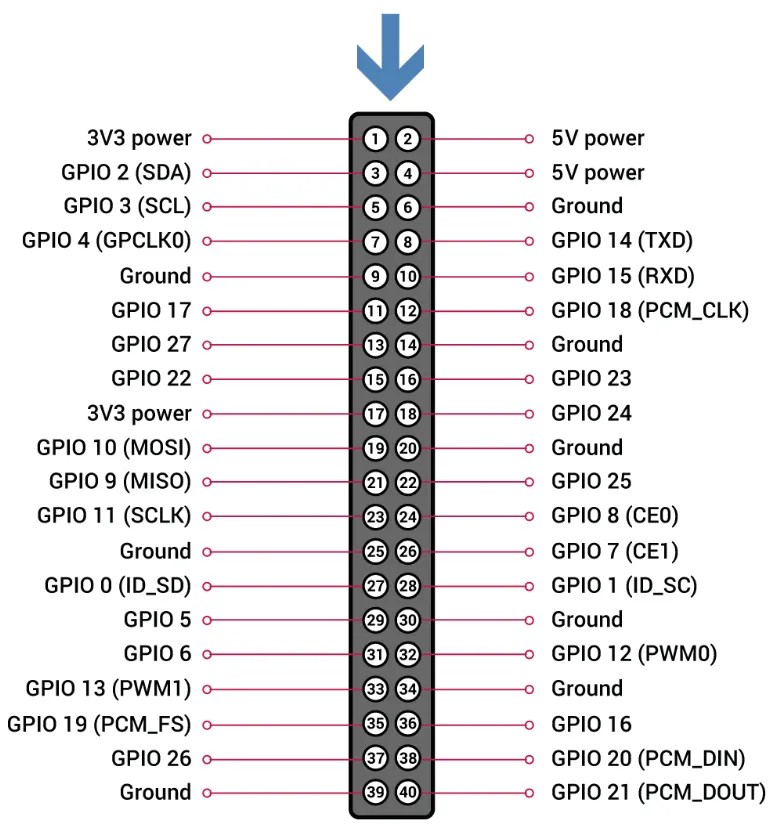 3V3 power 1 2 5V power
GPIO 2 (SDA) 3 4 5V power
GPIO 3 (SCL) 5 6 Ground
GPIO 4 (GPCLK0) 7 8 GPIO 14 (TXD)
Ground 9 10 GPIO 15 (RXD)
GPIO 17 11 12 GPIO 18 (PCM_CLK)
GPIO 27 13 14 Ground
GPIO 22 15 16 GPIO 23
3V3 power 17 18 GPIO 24
GPIO 10 (MOSI) 19 20 Ground
GPIO 9 (MISO) 21 22 GPIO 25
GPIO 11 (SCLK) 23 24 GPIO 8 (CE0)
Ground 25 26 GPIO 7 (CE1)
GPIO 0 (ID_SD) 27 28 GPIO 1 (ID_SC)
GPIO 5 29 30 Ground
GPIO 6 31 32 GPIO 12 (PWM0)
GPIO 13 (PWM1) 33 34 Ground
GPIO 19 (PCM_FS) 35 36 GPIO 16
GPIO 26 37 38 GPIO 20 (PCM_DIN)
Ground 39 40 GPIO 21 (PCM_DOUT)